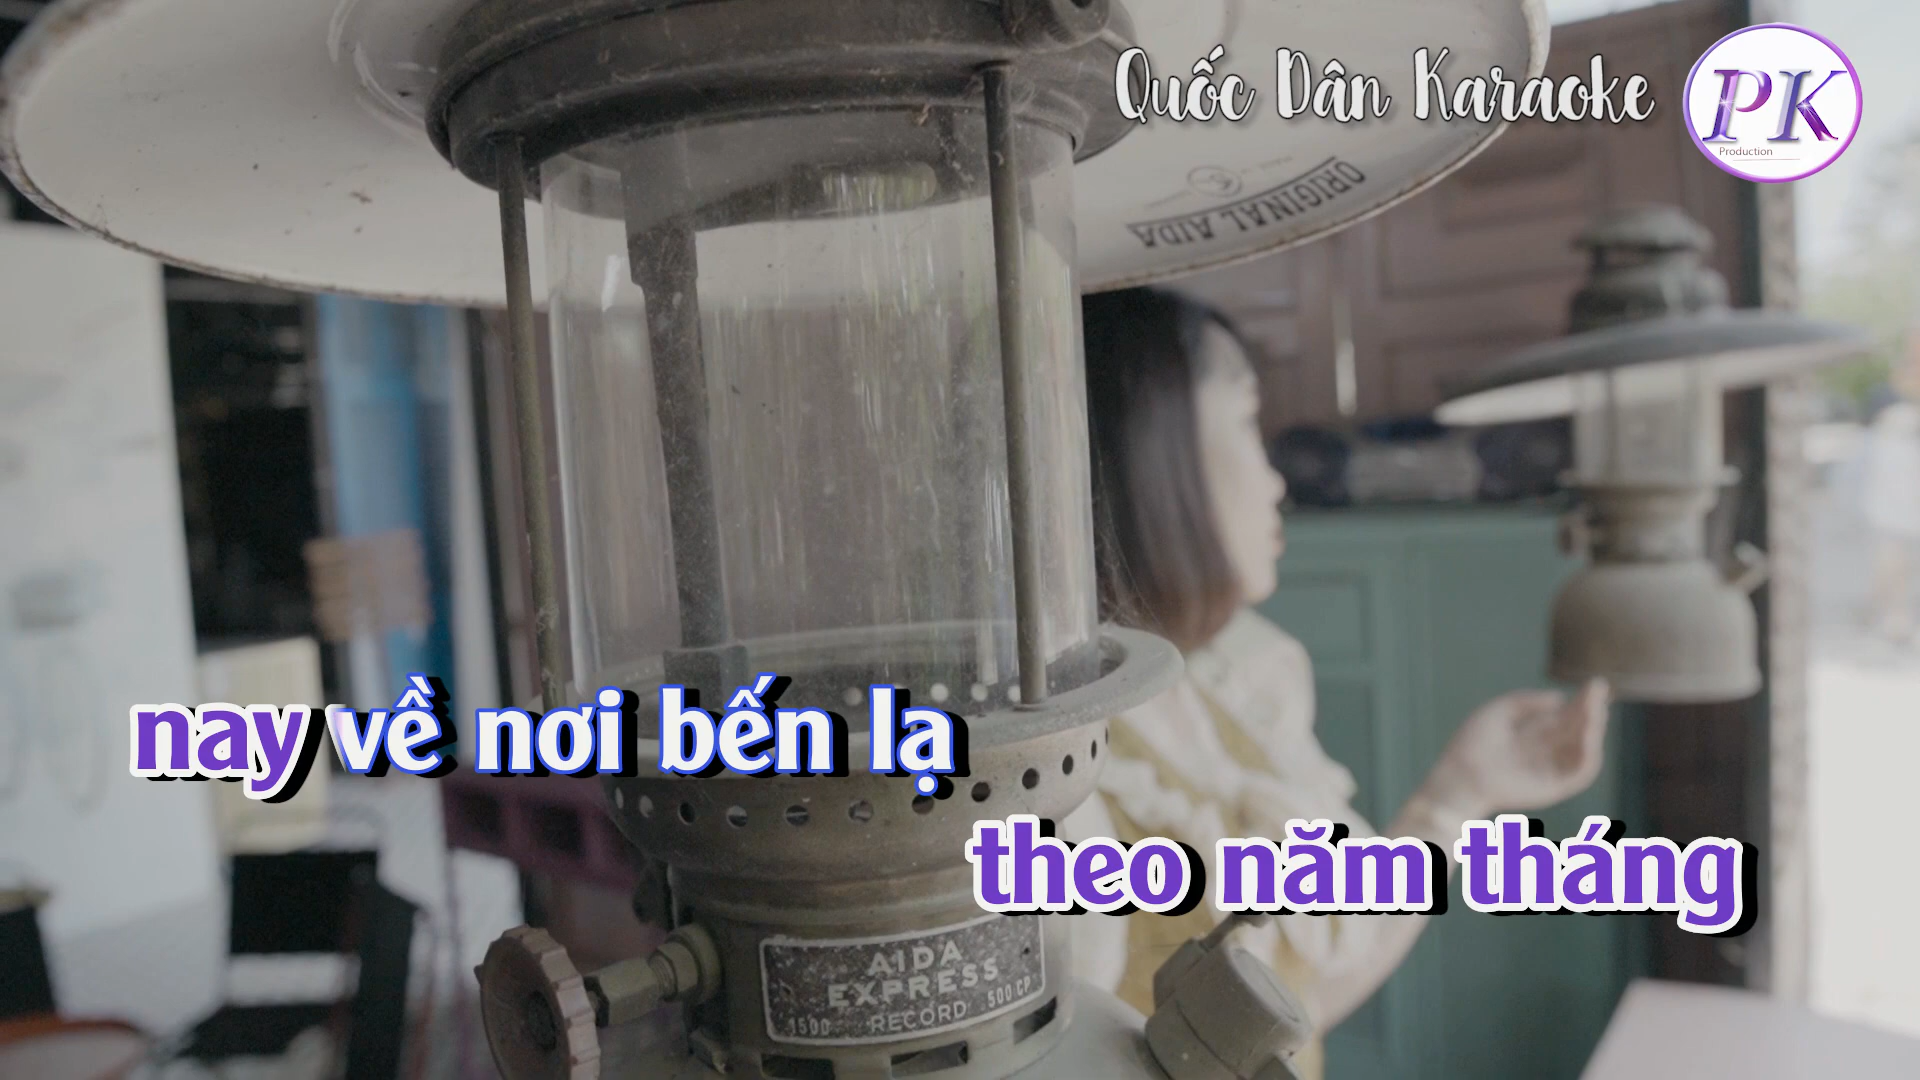 Quốc Dân Karaoke
PK
Production
ORIGINAL AIDA
nay về nơi bến lạ
theo năm tháng
AIDA
EXPRESS
1500 RECORD 500 CP